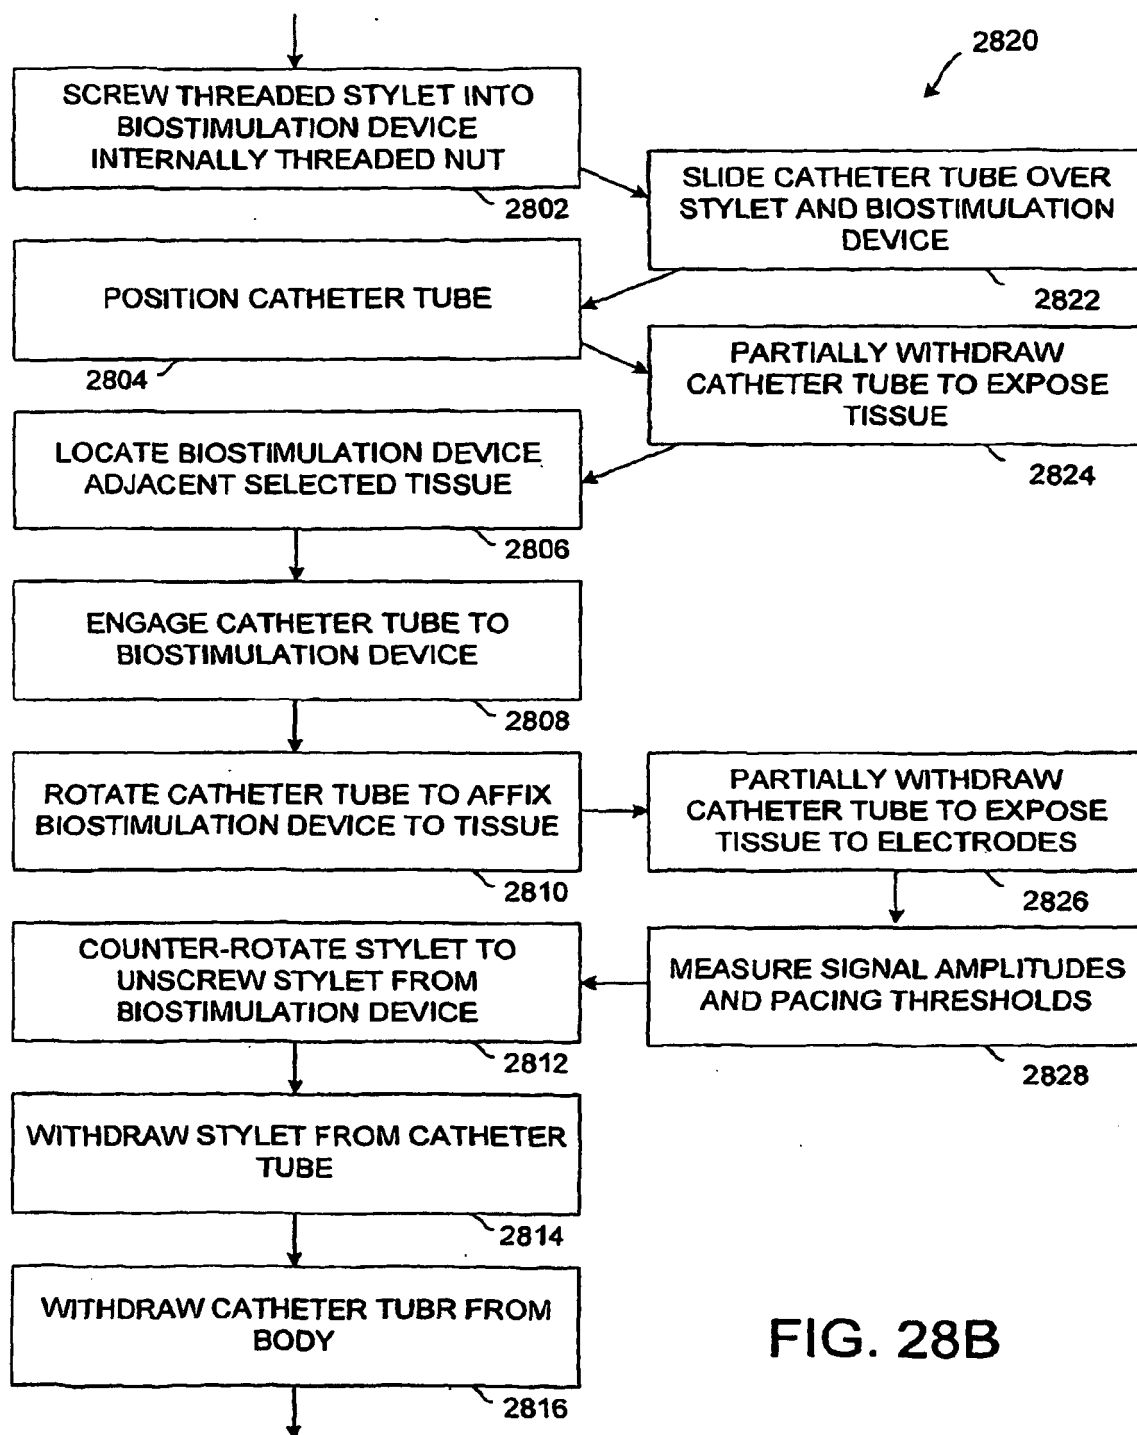 2820
SCREW THREADED STYLET INTO
BIOSTIMULATION DEVICE
INTERNALLY THREADED NUT
2802
SLIDE CATHETER TUBE OVER
STYLET AND BIOSTIMULATION
DEVICE
2822
POSITION CATHETER TUBE
2804
PARTIALLY WITHDRAW
CATHETER TUBE TO EXPOSE
TISSUE
2824
LOCATE BIOSTIMULATION DEVICE
ADJACENT SELECTED TISSUE
2806
ENGAGE CATHETER TUBE TO
BIOSTIMULATION DEVICE
2808
ROTATE CATHETER TUBE TO AFFIX
BIOSTIMULATION DEVICE TO TISSUE
2810
PARTIALLY WITHDRAW
CATHETER TUBE TO EXPOSE
TISSUE TO ELECTRODES
2826
MEASURE SIGNAL AMPLITUDES
AND PACING THRESHOLDS
2828
COUNTER-ROTATE STYLET TO
UNSCREW STYLET FROM
BIOSTIMULATION DEVICE
2812
WITHDRAW STYLET FROM CATHETER
TUBE
2814
WITHDRAW CATHETER TUBR FROM
BODY
2816
FIG. 28B